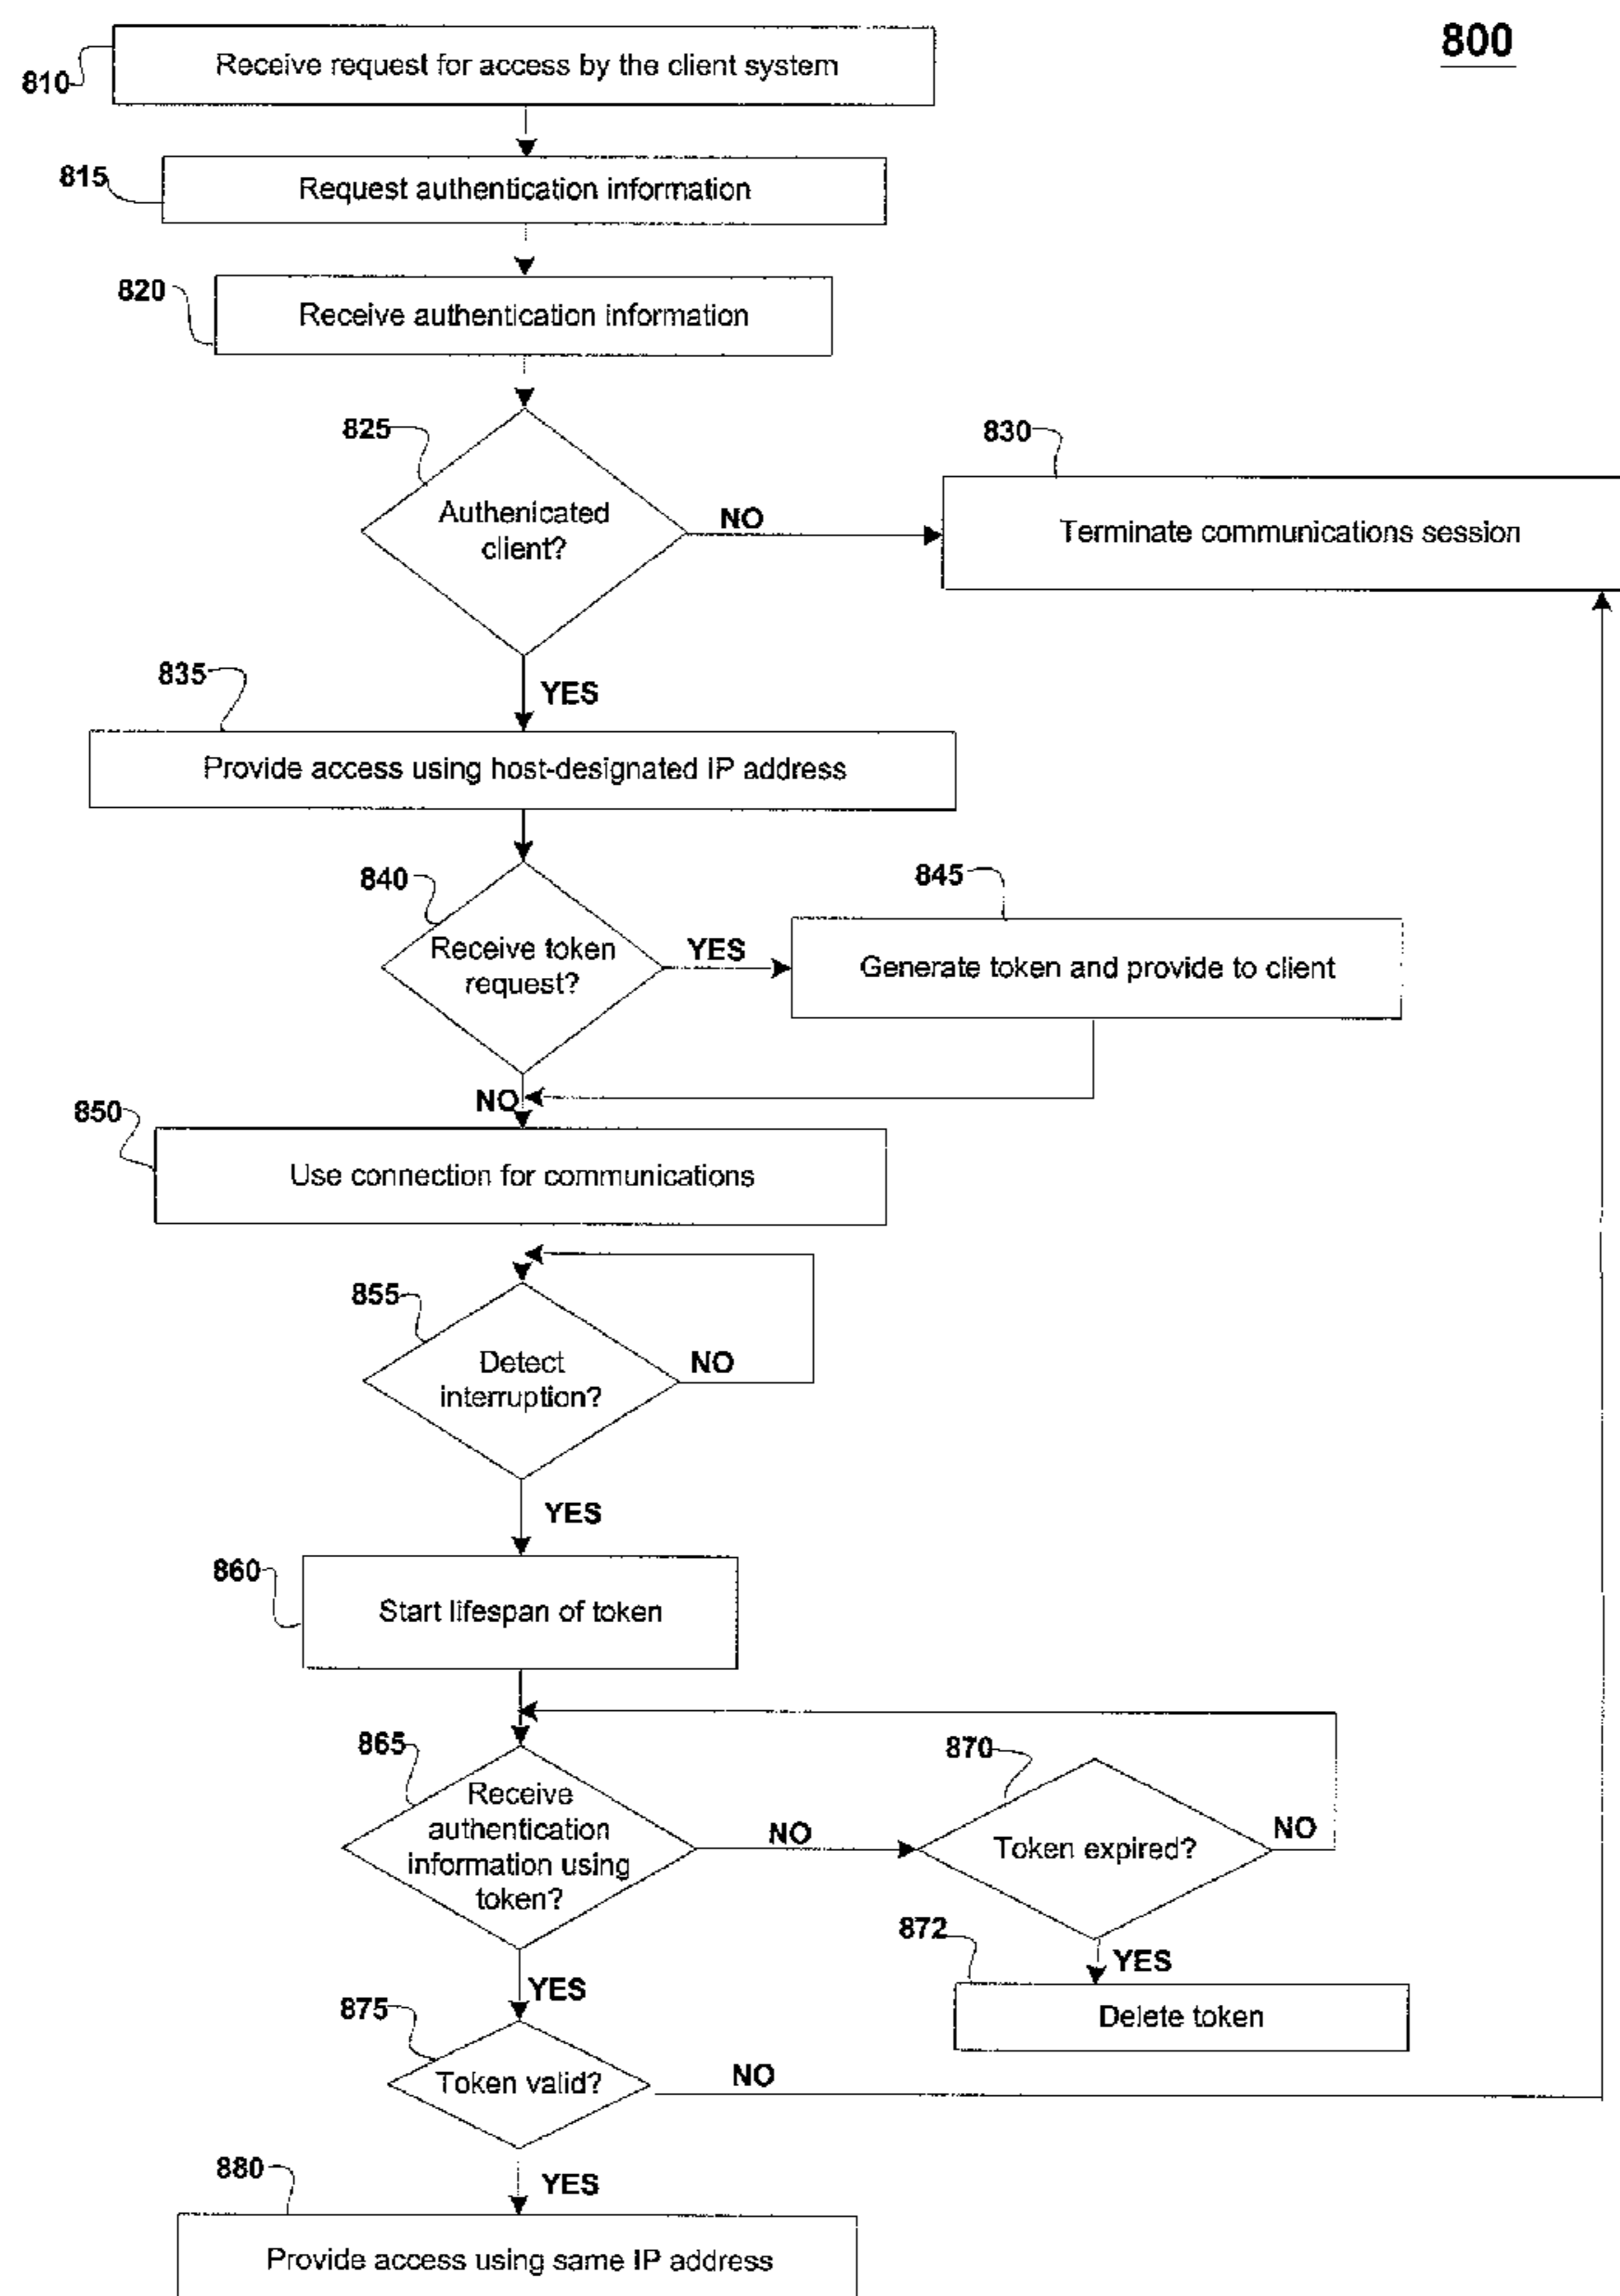 800
810
Receive request for access by the client system
815
Request authentication information
820
Receive authentication information
825
Authenicated
client?
NO
830
Terminate communications session
YES
835
Provide access using host-designated IP address
840
Receive token
request?
YES
845
Generate token and provide to client
NO
850
Use connection for communications
855
Detect
interruption?
NO
YES
860
Start lifespan of token
865
Receive
authentication
information using
token?
NO
870
Token expired?
NO
YES
872
Delete token
YES
875
Token valid?
NO
YES
880
Provide access using same IP address